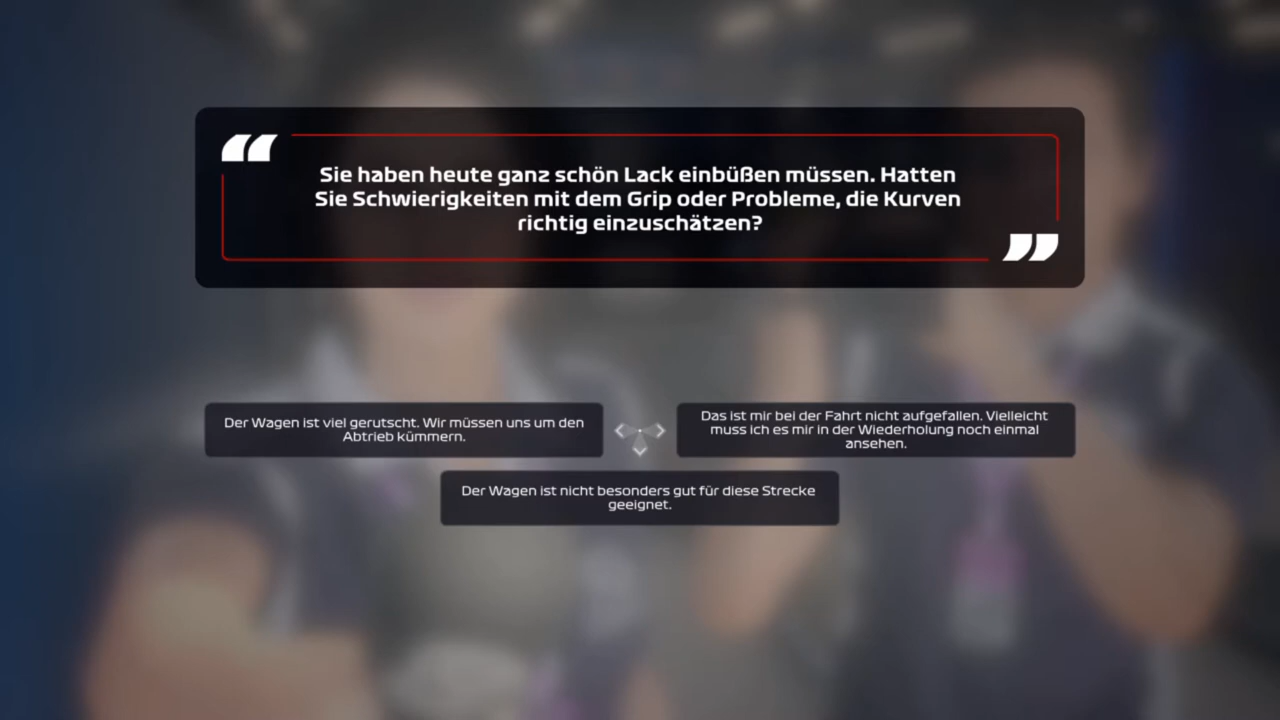 Sie haben heute ganz schön Lack einbüßen müssen. Hatten
Sie Schwierigkeiten mit dem Grip oder Probleme, die Kurven
richtig einzuschätzen?
Der Wagen ist viel gerutscht. Wir müssen uns um den
Abtrieb kümmern.
Das ist mir bei der Fahrt nicht aufgefallen. Vielleicht
muss ich es mir in der Wiederholung noch einmal
ansehen.
Der Wagen ist nicht besonders gut für diese Strecke
geeignet.